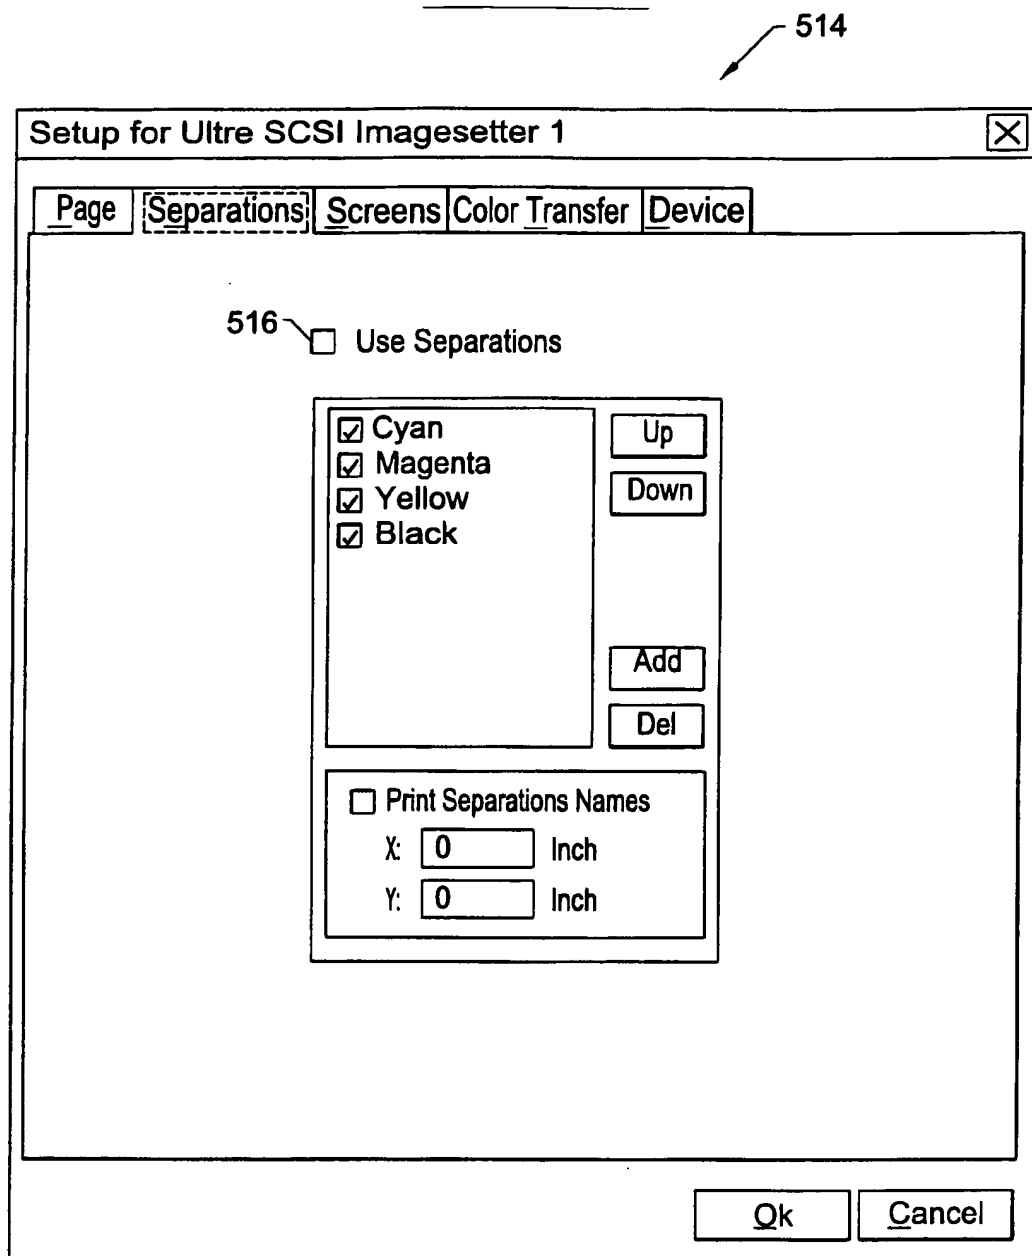 514
Setup for Ultre SCSI Imagesetter 1
Page Separations Screens Color Transfer Device
516 Use Separations
Cyan
Magenta
Yellow
Black
Up
Down
Add
Del
Print Separations Names
X: 0 Inch
Y: 0 Inch
Ok Cancel